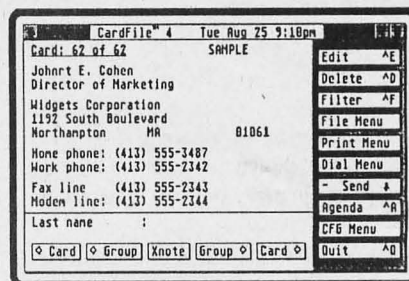 CardFile™ 4 Tue Aug 25 9:18pm
Card: 62 of 62 SAMPLE
Johnrt E. Cohen
Director of Marketing
Widgets Corporation
1192 South Boulevard
Northampton MA 01061
Home phone: (413) 555-3487
Work phone: (413) 555-2342
Fax line (413) 555-2343
Modem line: (413) 555-2344
Last name :
◊ Card
◊ Group
Xnote
Group ◊
Card ◊
Edit ^E
Delete ^D
Filter ^F
File Menu
Print Menu
Dial Menu
- Send ↓
Agenda ^A
CFG Menu
Quit ^Q